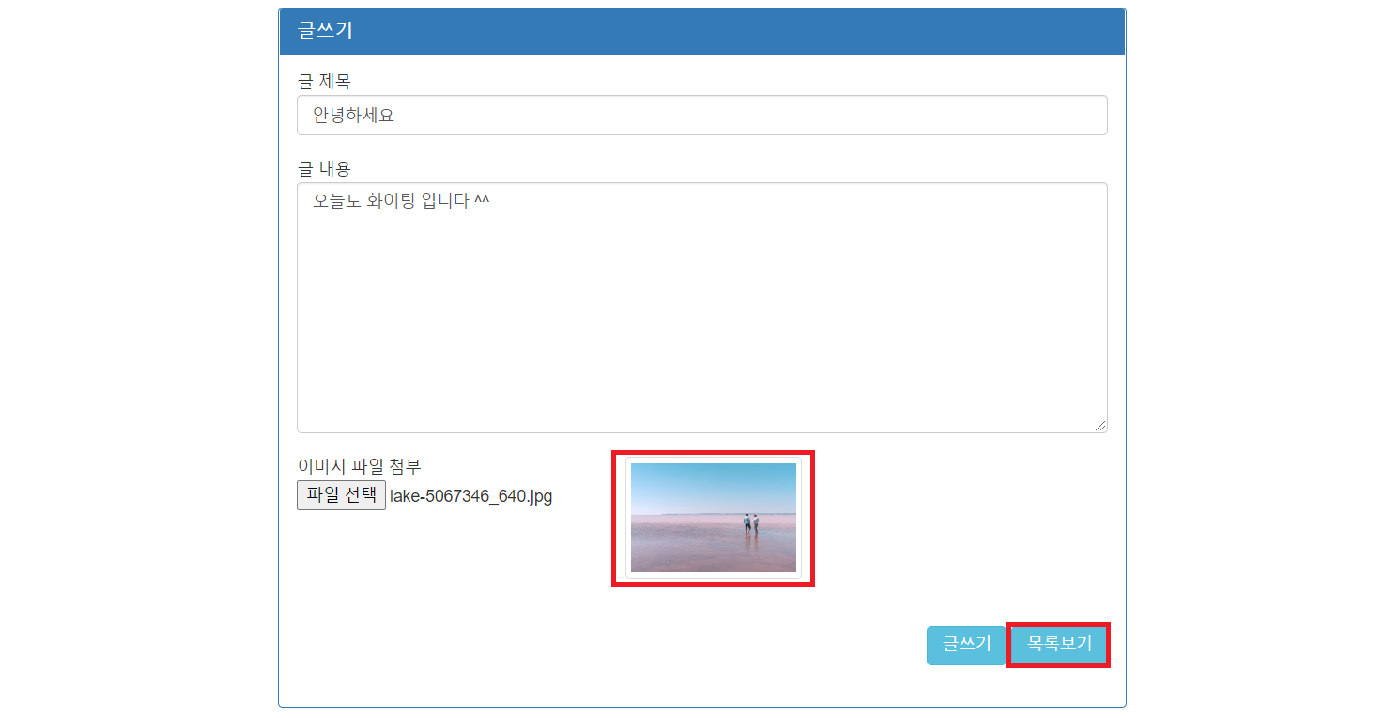 글쓰기
글 제목
안녕하세요
글 내용
오늘도 화이팅 입니다 ^^
이미지 파일 첨부
파일 선택 lake-5067346_640.jpg
글쓰기 목록보기